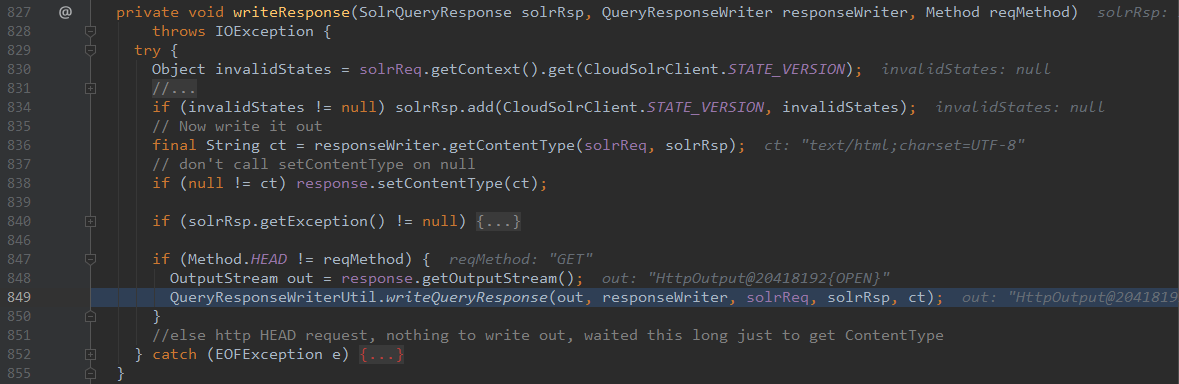 827 @ private void writeResponse(SolrQueryResponse solrRsp, QueryResponseWriter responseWriter, Method reqMethod) solrRsp:
828 throws IOException {
829 try {
830 Object invalidStates = solrReq.getContext().get(CloudSolrClient.STATE_VERSION); invalidStates: null
831 //...
834 if (invalidStates != null) solrRsp.add(CloudSolrClient.STATE_VERSION, invalidStates); invalidStates: null
835 // Now write it out
836 final String ct = responseWriter.getContentType(solrReq, solrRsp); ct: "text/html;charset=UTF-8"
837 // don't call setContentType on null
838 if (null != ct) response.setContentType(ct);
839
840 if (solrRsp.getException() != null) {...}
846
847 if (Method.HEAD != reqMethod) { reqMethod: "GET"
848 OutputStream out = response.getOutputStream(); out: "HttpOutput@20418192{OPEN}"
849 QueryResponseWriterUtil.writeQueryResponse(out, responseWriter, solrReq, solrRsp, ct); out: "HttpOutput@2041819
850 }
851 //else http HEAD request, nothing to write out, waited this long just to get ContentType
852 } catch (EOFException e) {...}
855 }